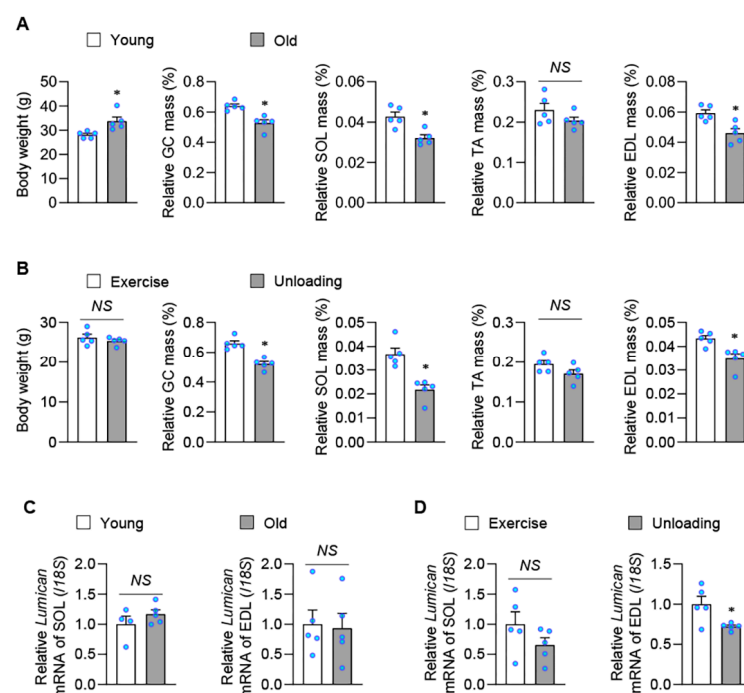 A
Young
Old
Body weight (g)
50
40
30
20
10
0
*
Relative GC mass (%)
0.8
0.6
0.4
0.2
0.0
*
Relative SOL mass (%)
0.06
0.04
0.02
0.00
*
Relative TA mass (%)
0.3
0.2
0.1
0.0
NS
Relative EDL mass (%)
0.08
0.06
0.04
0.02
0.00
*
B
Exercise
Unloading
Body weight (g)
30
20
10
0
NS
Relative GC mass (%)
0.8
0.6
0.4
0.2
0.0
*
Relative SOL mass (%)
0.05
0.04
0.03
0.02
0.01
0.00
*
Relative TA mass (%)
0.3
0.2
0.1
0.0
NS
Relative EDL mass (%)
0.05
0.04
0.03
0.02
0.01
0.00
*
C
Young
Old
Relative Lumican
mRNA of SOL (/18S)
2.0
1.5
1.0
0.5
0.0
NS
Relative Lumican
mRNA of EDL (/18S)
2.0
1.5
1.0
0.5
0.0
NS
D
Exercise
Unloading
Relative Lumican
mRNA of SOL (/18S)
2.0
1.5
1.0
0.5
0.0
NS
Relative Lumican
mRNA of EDL (/18S)
1.5
1.0
0.5
0.0
*